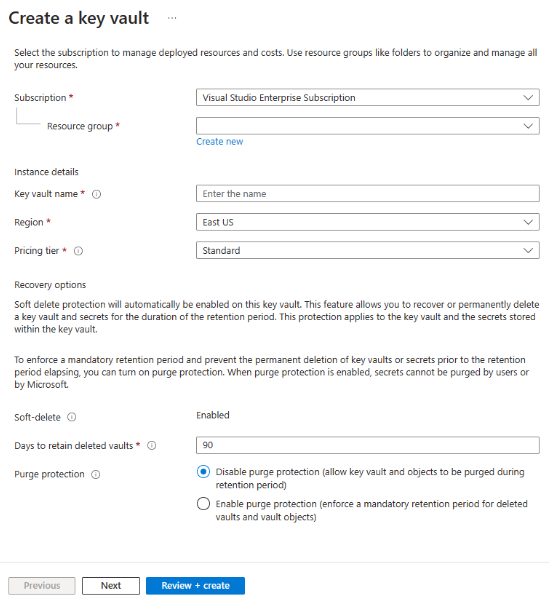 Create a key vault ...
Select the subscription to manage deployed resources and costs. Use resource groups like folders to organize and manage all
your resources.
Subscription *
Visual Studio Enterprise Subscription
Resource group *
Create new
Instance details
Key vault name *
Enter the name
Region *
East US
Pricing tier *
Standard
Recovery options
Soft delete protection will automatically be enabled on this key vault. This feature allows you to recover or permanently delete
a key vault and secrets for the duration of the retention period. This protection applies to the key vault and the secrets stored
within the key vault.
To enforce a mandatory retention period and prevent the permanent deletion of key vaults or secrets prior to the retention
period elapsing, you can turn on purge protection. When purge protection is enabled, secrets cannot be purged by users or
by Microsoft.
Soft-delete
Enabled
Days to retain deleted vaults *
90
Purge protection
Disable purge protection (allow key vault and objects to be purged during
retention period)
Enable purge protection (enforce a mandatory retention period for deleted
vaults and vault objects)
Previous
Next
Review + create